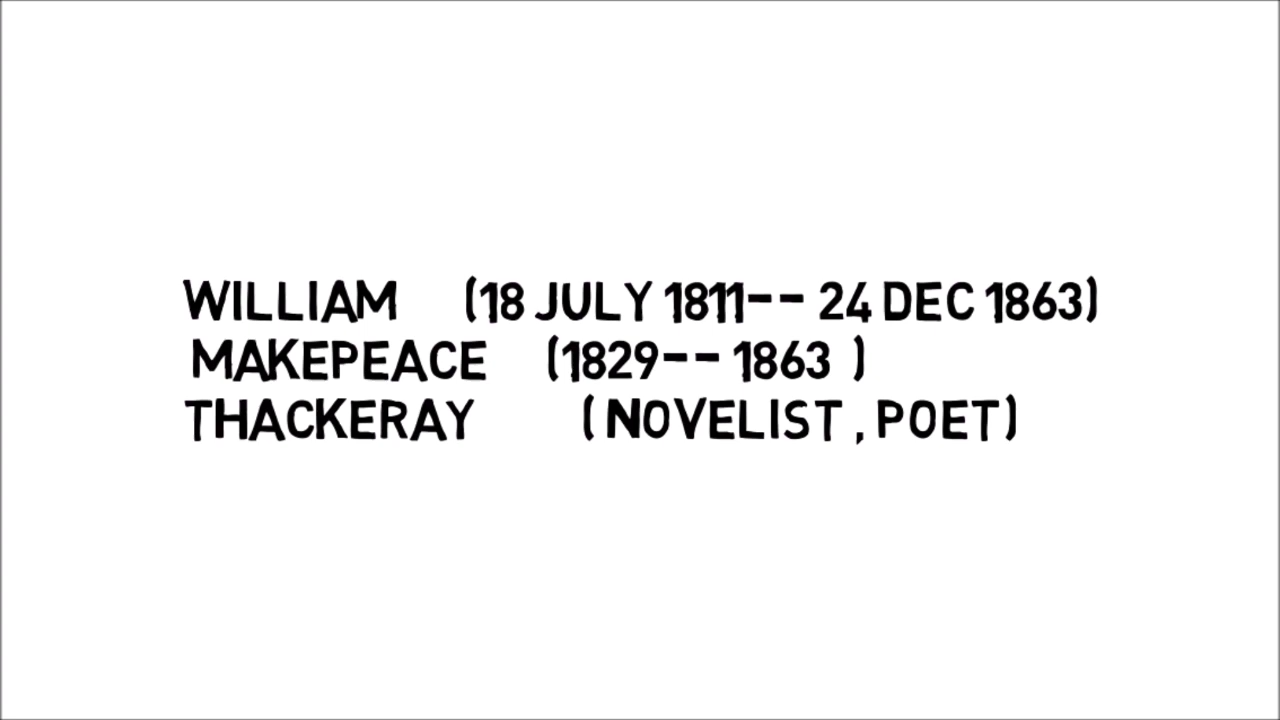 WILLIAM (18 JULY 1811-- 24 DEC 1863)
MAKEPEACE (1829-- 1863 )
THACKERAY ( NOVELIST , POET)